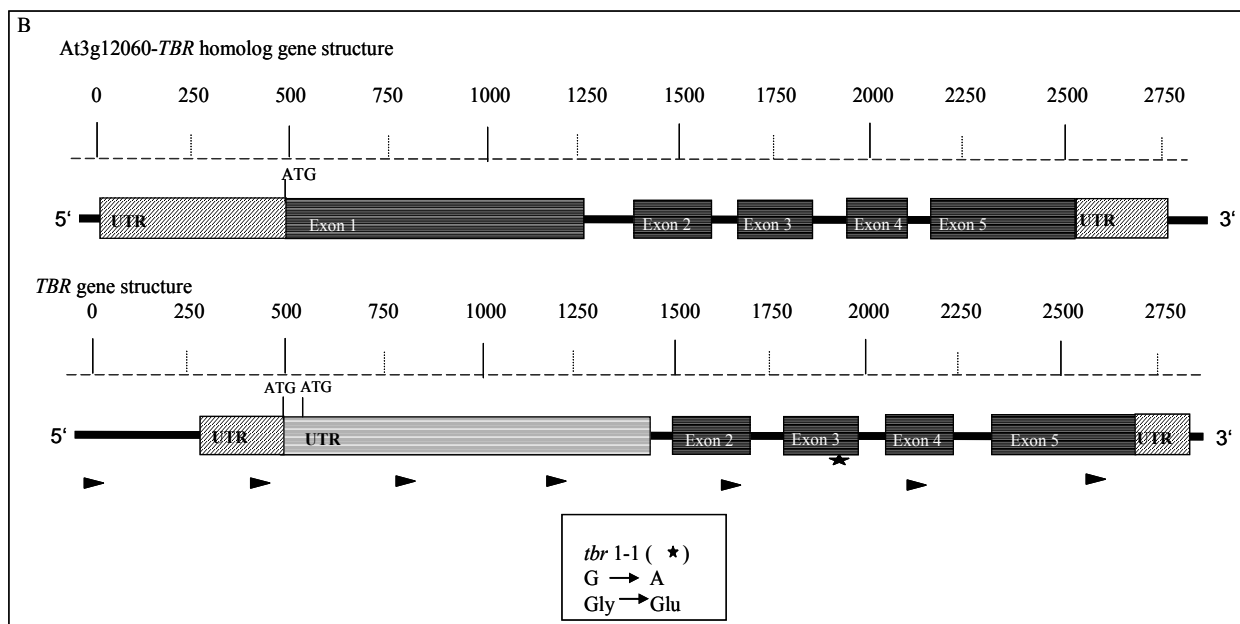 B
At3g12060-TBR homolog gene structure
0 250 500 750 1000 1250 1500 1750 2000 2250 2500 2750
ATG
5‘ UTR Exon 1 Exon 2 Exon 3 Exon 4 Exon 5 UTR 3‘
TBR gene structure
0 250 500 750 1000 1250 1500 1750 2000 2250 2500 2750
ATG ATG
5‘ UTR UTR Exon 2 Exon 3 Exon 4 Exon 5 UTR 3‘
tbr 1-1 ( ★ )
G → A
Gly → Glu